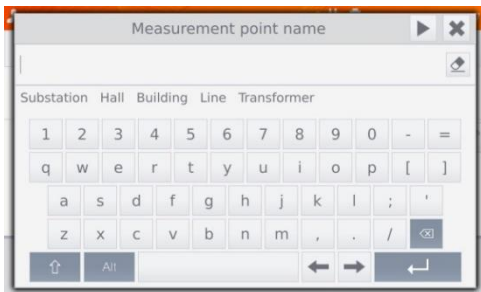 Measurement point name
Substation Hall Building Line Transformer
1 2 3 4 5 6 7 8 9 0 - =
q w e r t y u i o p [ ]
a s d f g h j k l ; '
z x c v b n m , . /
Alt